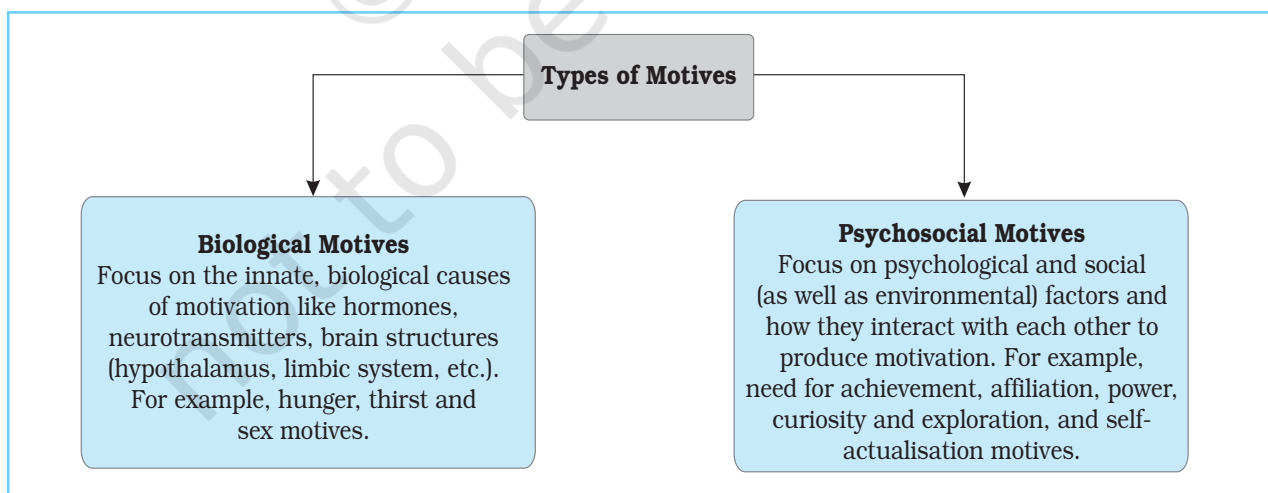 Types of Motives
Biological Motives
Focus on the innate, biological causes
of motivation like hormones,
neurotransmitters, brain structures
(hypothalamus, limbic system, etc.).
For example, hunger, thirst and
sex motives.
Psychosocial Motives
Focus on psychological and social
(as well as environmental) factors and
how they interact with each other to
produce motivation. For example,
need for achievement, affiliation, power,
curiosity and exploration, and self-
actualisation motives.
not to be